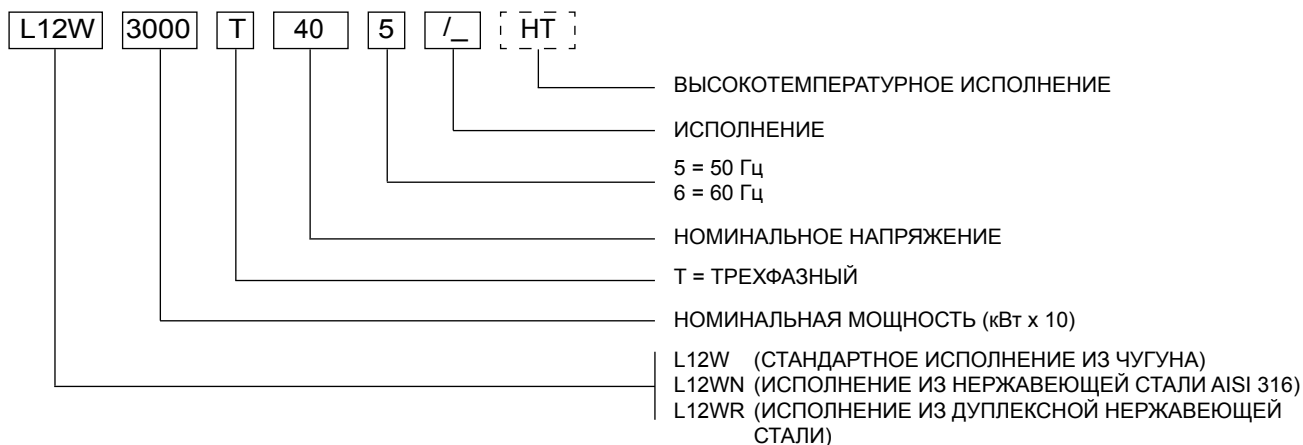 L12W 3000 T 40 5 /_ HT
ВЫСОКОТЕМПЕРАТУРНОЕ ИСПОЛНЕНИЕ
ИСПОЛНЕНИЕ
5 = 50 Гц
6 = 60 Гц
НОМИНАЛЬНОЕ НАПРЯЖЕНИЕ
T = ТРЕХФАЗНЫЙ
НОМИНАЛЬНАЯ МОЩНОСТЬ (кВт x 10)
L12W (СТАНДАРТНОЕ ИСПОЛНЕНИЕ ИЗ ЧУГУНА)
L12WN (ИСПОЛНЕНИЕ ИЗ НЕРЖАВЕЮЩЕЙ СТАЛИ AISI 316)
L12WR (ИСПОЛНЕНИЕ ИЗ ДУПЛЕКСНОЙ НЕРЖАВЕЮЩЕЙ
СТАЛИ)